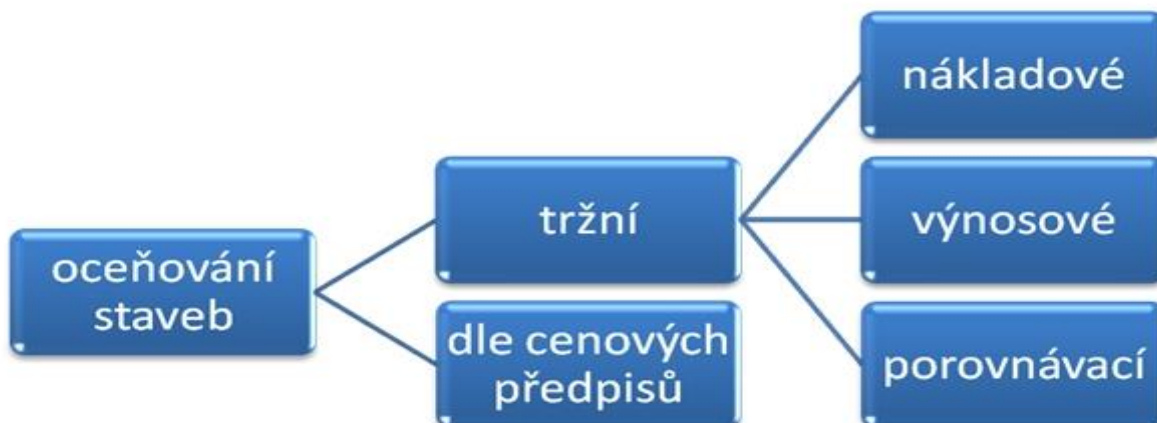 oceňování
staveb
tržní
dle cenových
předpisů
nákladové
výnosové
porovnávací